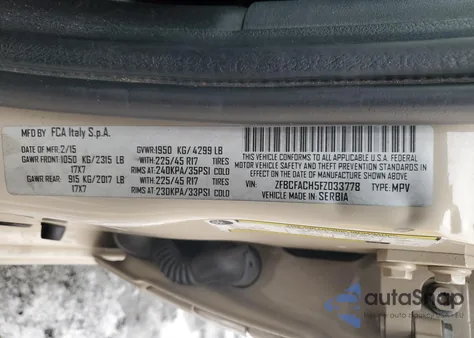 MFD BY FCA Italy S.p.A.
DATE OF MFR: 2/15 GVWR: 1950 KG/4299 LB
GAWR FRONT: 1050 KG/2315 LB WITH 225/45 R17 TIRES
17X7 RIMS AT 240KPA/35PSI
GAWR REAR: 915 KG/2017 LB WITH 225/45 R17 TIRES
17X7 RIMS AT 230KPA/33PSI
THIS VEHICLE CONFORMS TO ALL APPLICABLE U.S.A. FEDERAL
MOTOR VEHICLE SAFETY, BUMPER, AND THEFT PREVENTION
STANDARDS IN EFFECT ON THE DATE OF MANUFACTURE SHOWN ABOVE.
VIN: ZFBCFACH5FZ033778 TYPE: MPV
VEHICLE MADE IN SERBIA
autoSnap